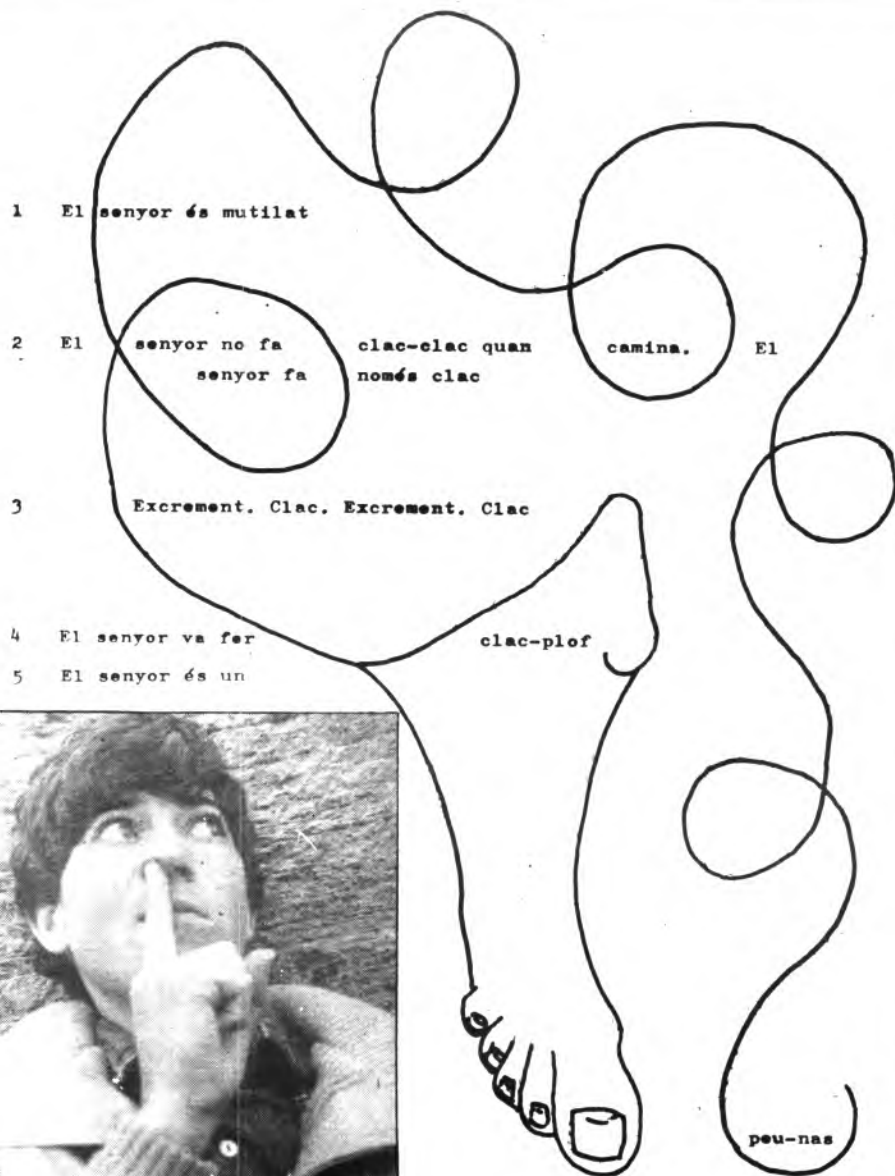 1 El senyor és mutilat
2 El senyor no fa clac-clac quan camina. El
senyor fa només clac
3 Excrement. Clac. Excrement. Clac
4 El senyor va fer clac-plof
5 El senyor és un
peu-nas